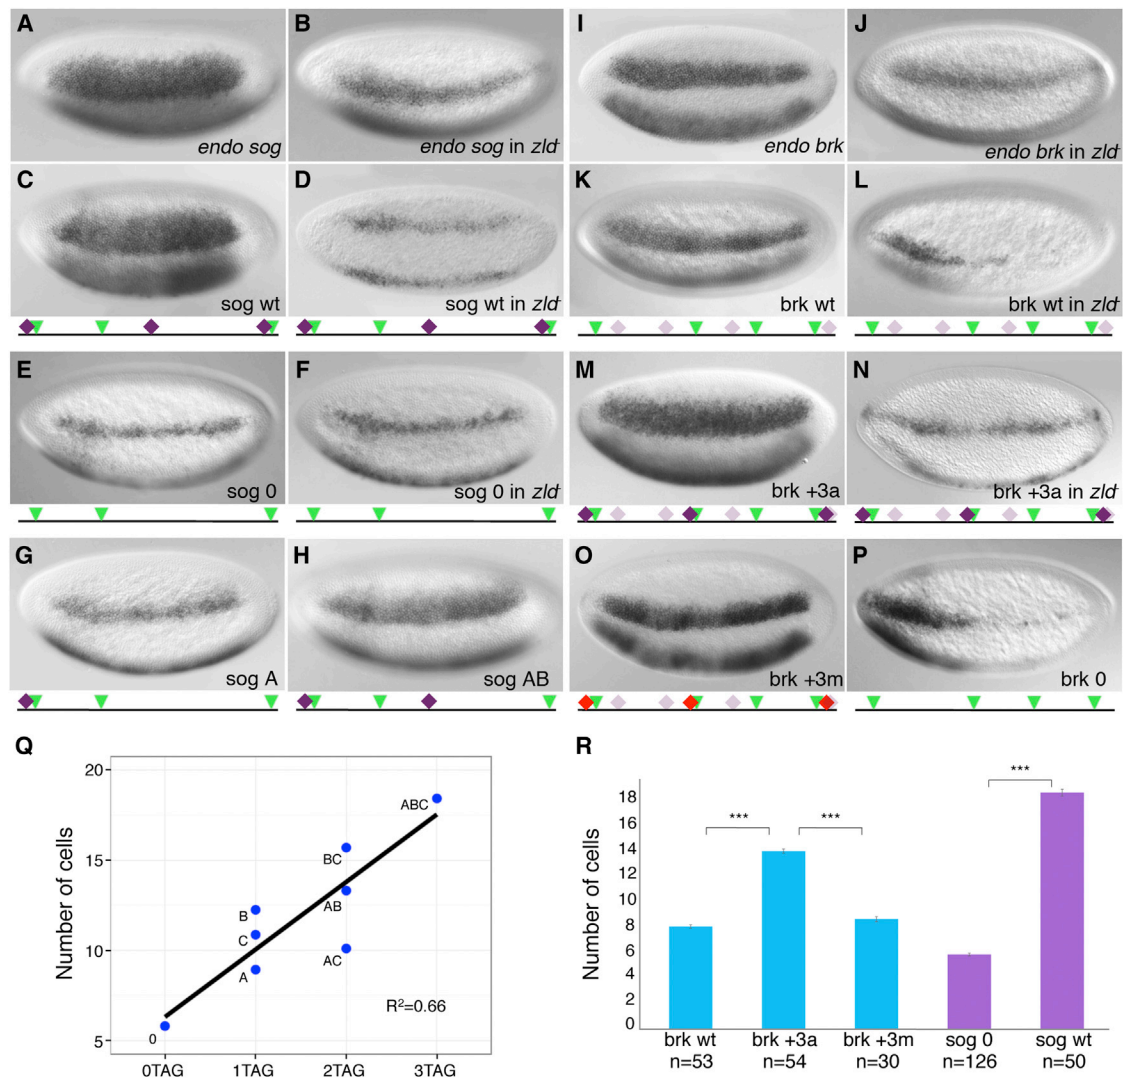 A
B
I
J
endo sog
endo sog in zld-
endo brk
endo brk in zld-
C
D
K
L
sog wt
sog wt in zld-
brk wt
brk wt in zld-
E
F
M
N
sog 0
sog 0 in zld-
brk +3a
brk +3a in zld-
G
H
O
P
sog A
sog AB
brk +3m
brk 0
Q
Number of cells
20
15
10
5
ABC
BC
AB
AC
B
C
A
0
R²=0.66
0TAG
1TAG
2TAG
3TAG
R
Number of cells
18
16
14
12
10
8
6
4
2
0
***
***
***
brk wt
brk +3a
brk +3m
sog 0
sog wt
n=53
n=54
n=30
n=126
n=50